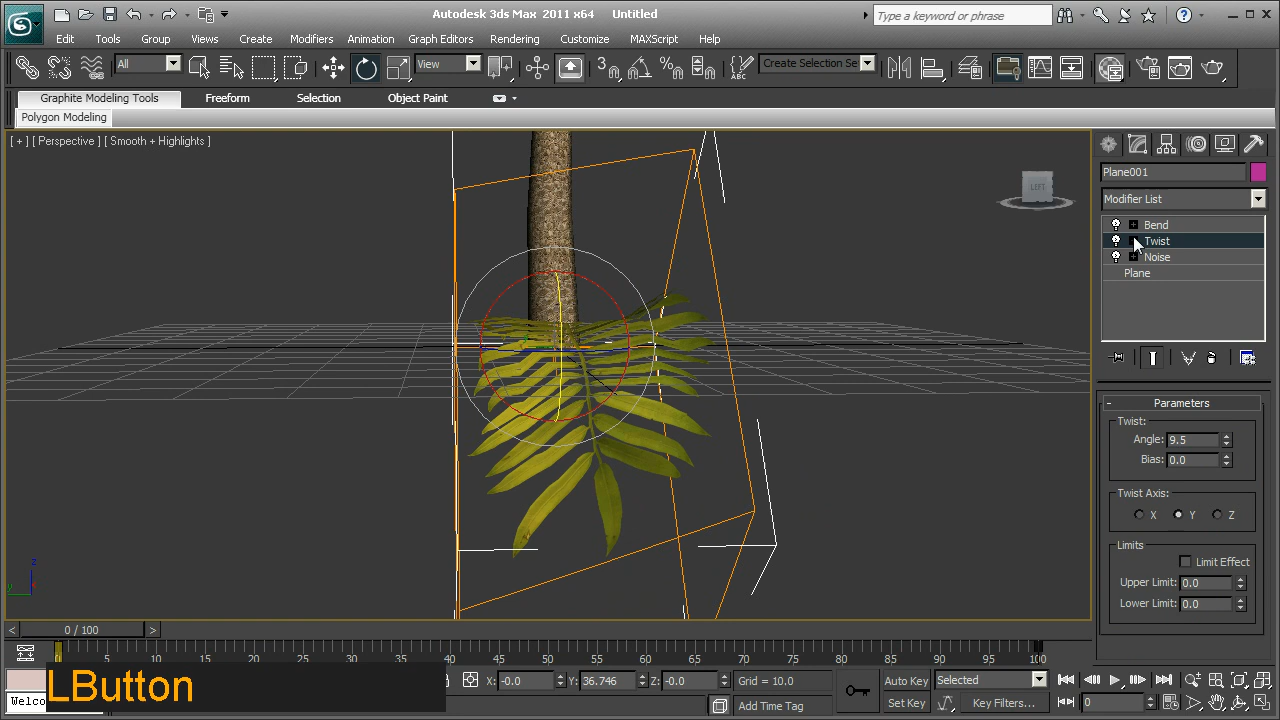 Autodesk 3ds Max 2011 x64 Untitled
Type a keyword or phrase
Edit Tools Group Views Create Modifiers Animation Graph Editors Rendering Customize MAXScript Help
All View 3 Create Selection Se
Graphite Modeling Tools Freeform Selection Object Paint
Polygon Modeling
[ + ] [ Perspective ] [ Smooth + Highlights ]
LEFT
Plane001
Modifier List
Bend
Twist
Noise
Plane
- Parameters
Twist:
Angle: 9.5
Bias: 0.0
Twist Axis:
X Y Z
Limits
Limit Effect
Upper Limit: 0.0
Lower Limit: 0.0
z
y
< 0 / 100 >
0 5 10 15 20 25 30 35 40 45 50 55 60 65 70 75 80 85 90 95 100
X: -0.0 Y: 36.746 Z: -0.0 Grid = 10.0 Auto Key Selected
Welco Add Time Tag Set Key Key Filters... 0
LButton